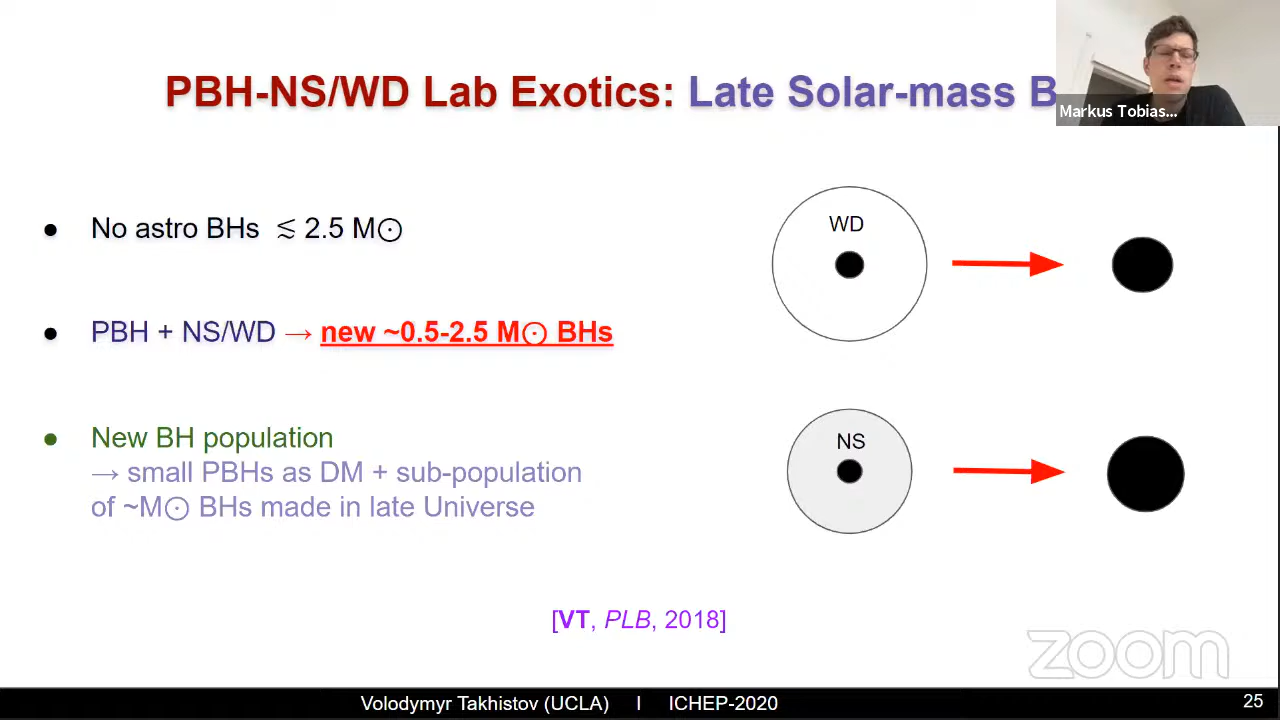 PBH-NS/WD Lab Exotics: Late Solar-mass B
Markus Tobias...
● No astro BHs ≲ 2.5 M⊙
● PBH + NS/WD → new ~0.5-2.5 M⊙ BHs
● New BH population
→ small PBHs as DM + sub-population
of ~M⊙ BHs made in late Universe
WD
NS
[VT, PLB, 2018]
zoom
Volodymyr Takhistov (UCLA) I ICHEP-2020
25